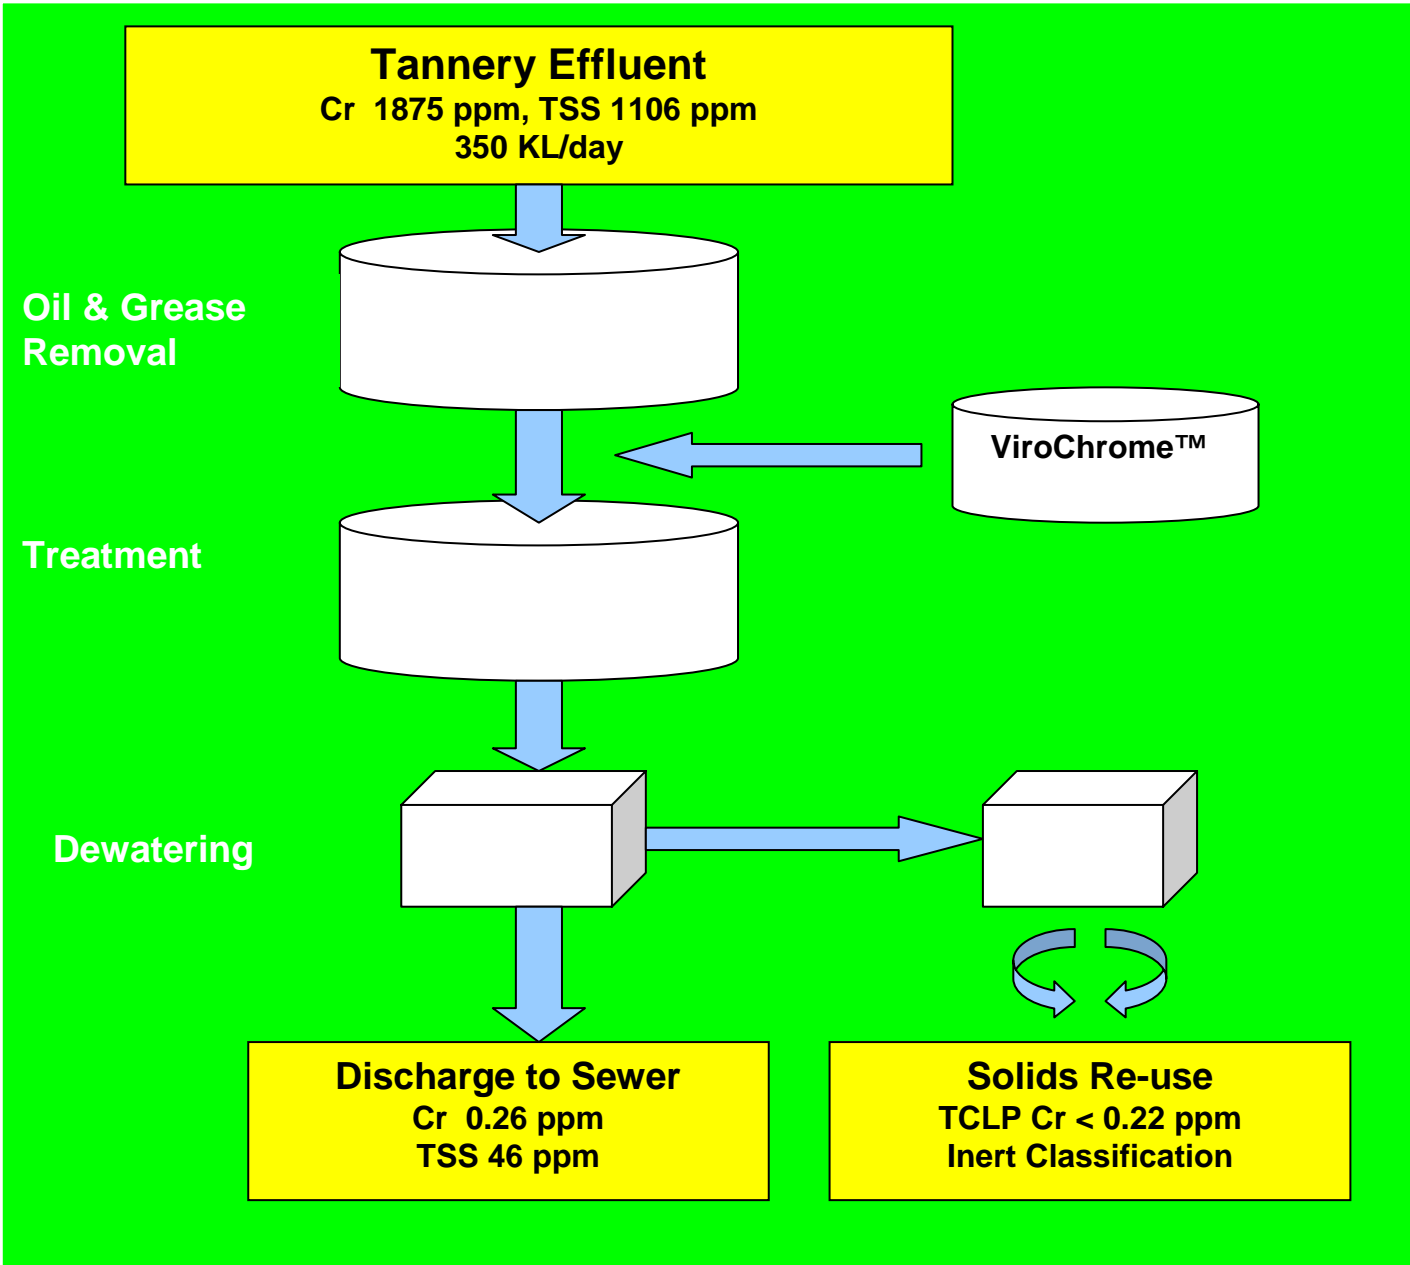 Tannery Effluent
Cr  1875 ppm, TSS 1106 ppm
350 KL/day
Oil & Grease
Removal
ViroChrome™
Treatment
Dewatering
Discharge to Sewer
Cr  0.26 ppm
TSS 46 ppm
Solids Re-use
TCLP Cr < 0.22 ppm
Inert Classification